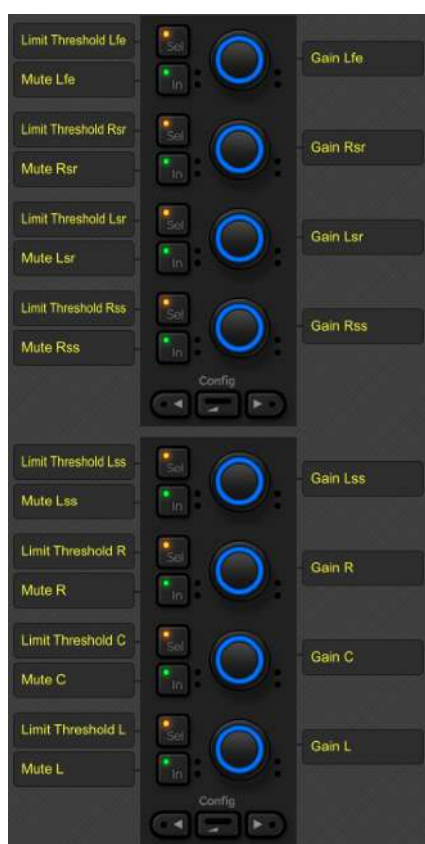 Limit Threshold Lfe
Sel
Gain Lfe
Mute Lfe
In
Limit Threshold Rsr
Sel
Gain Rsr
Mute Rsr
In
Limit Threshold Lsr
Sel
Gain Lsr
Mute Lsr
In
Limit Threshold Rss
Sel
Gain Rss
Mute Rss
In
Config
Limit Threshold Lss
Sel
Gain Lss
Mute Lss
In
Limit Threshold R
Sel
Gain R
Mute R
In
Limit Threshold C
Sel
Gain C
Mute C
In
Limit Threshold L
Sel
Gain L
Mute L
In
Config